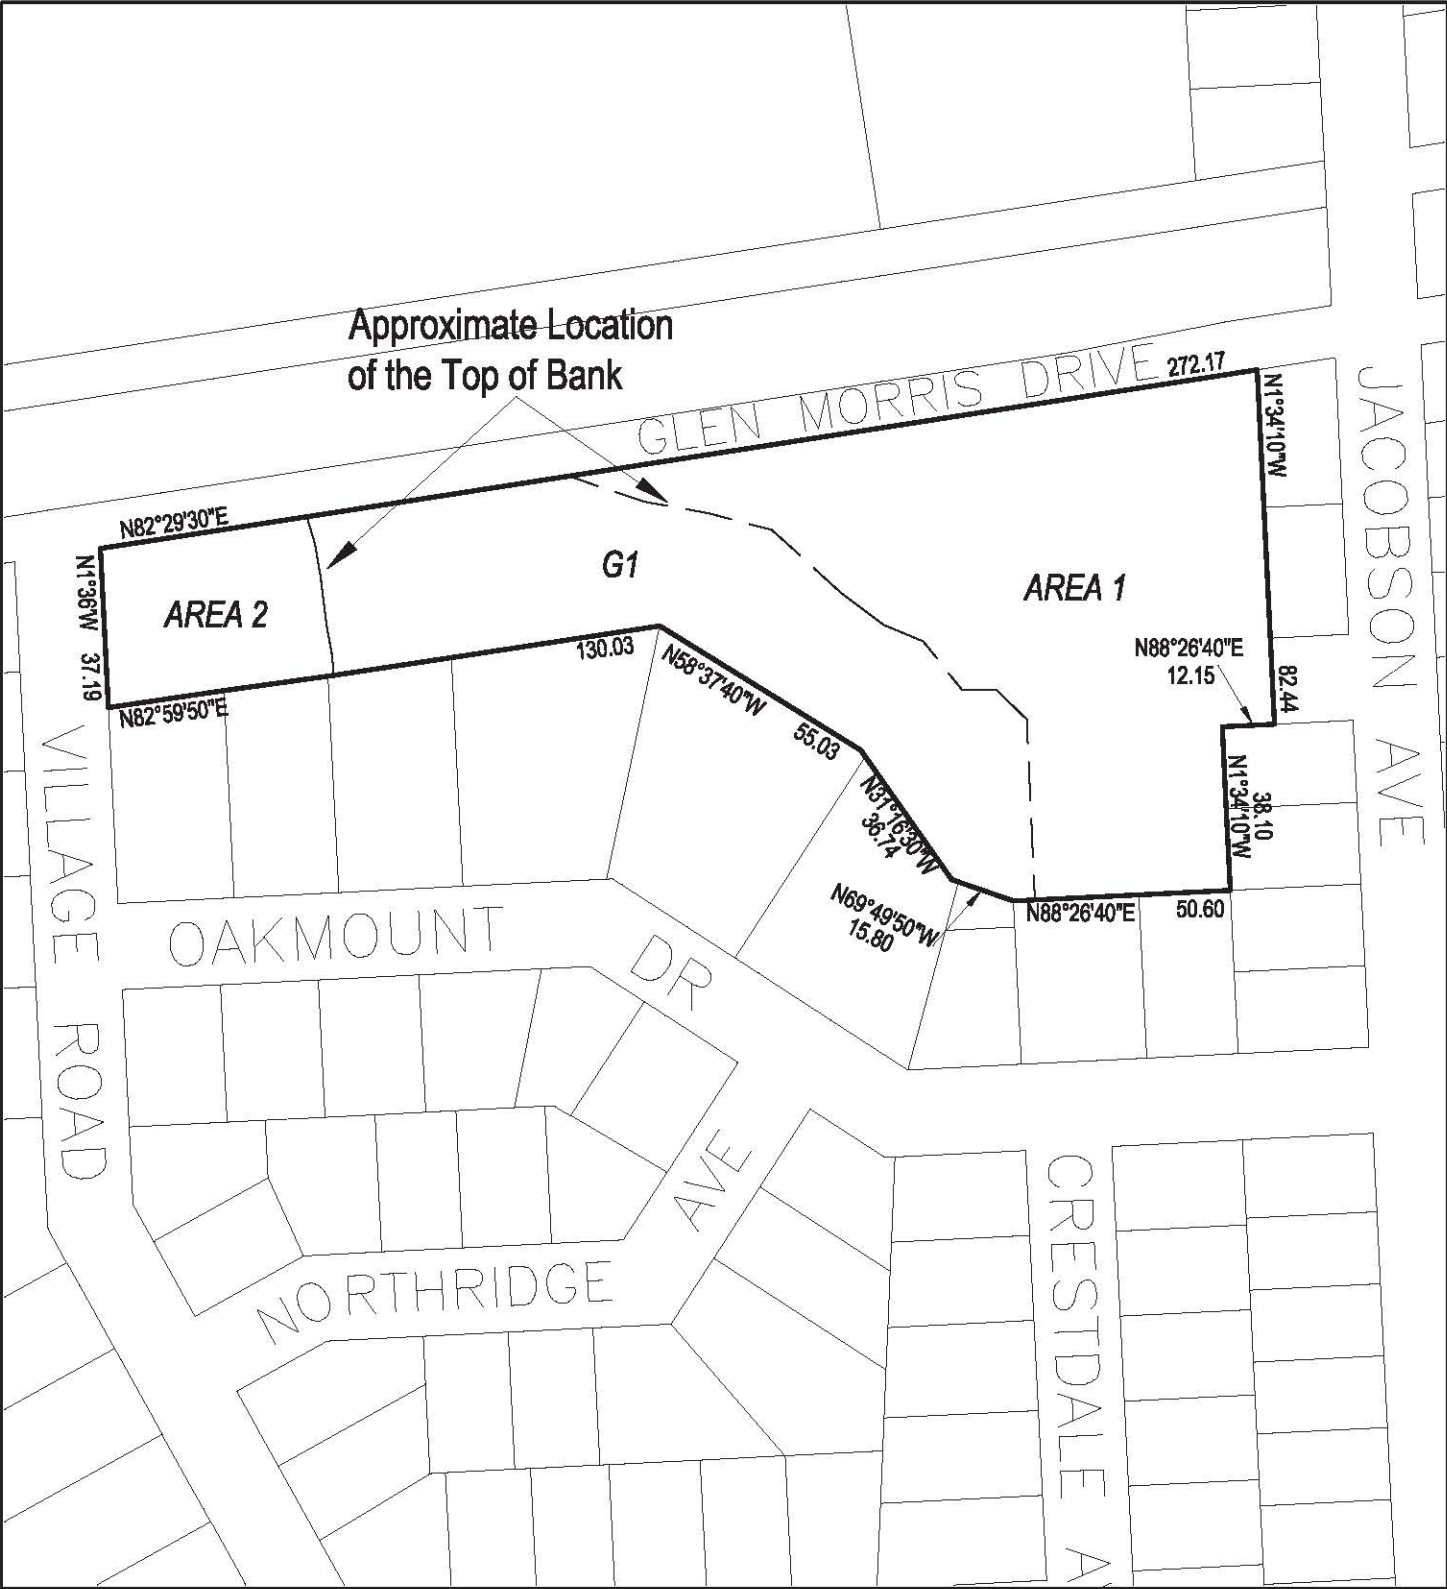 Approximate Location
of the Top of Bank
GLEN MORRIS DRIVE
272.17
N1°34'10"W
JACOBSON AVE
N82°29'30"E
N1°36'W 37.19
AREA 2
G1
AREA 1
N88°26'40"E
12.15
82.44
130.03
N82°59'50"E
N58°37'40"W
55.03
N31°16'30"W
36.74
N1°34'10"W
38.10
N69°49'50"W
15.80
N88°26'40"E
50.60
VILLAGE ROAD
OAKMOUNT DR
NORTHRIDGE AVE
CRESTDALE AV